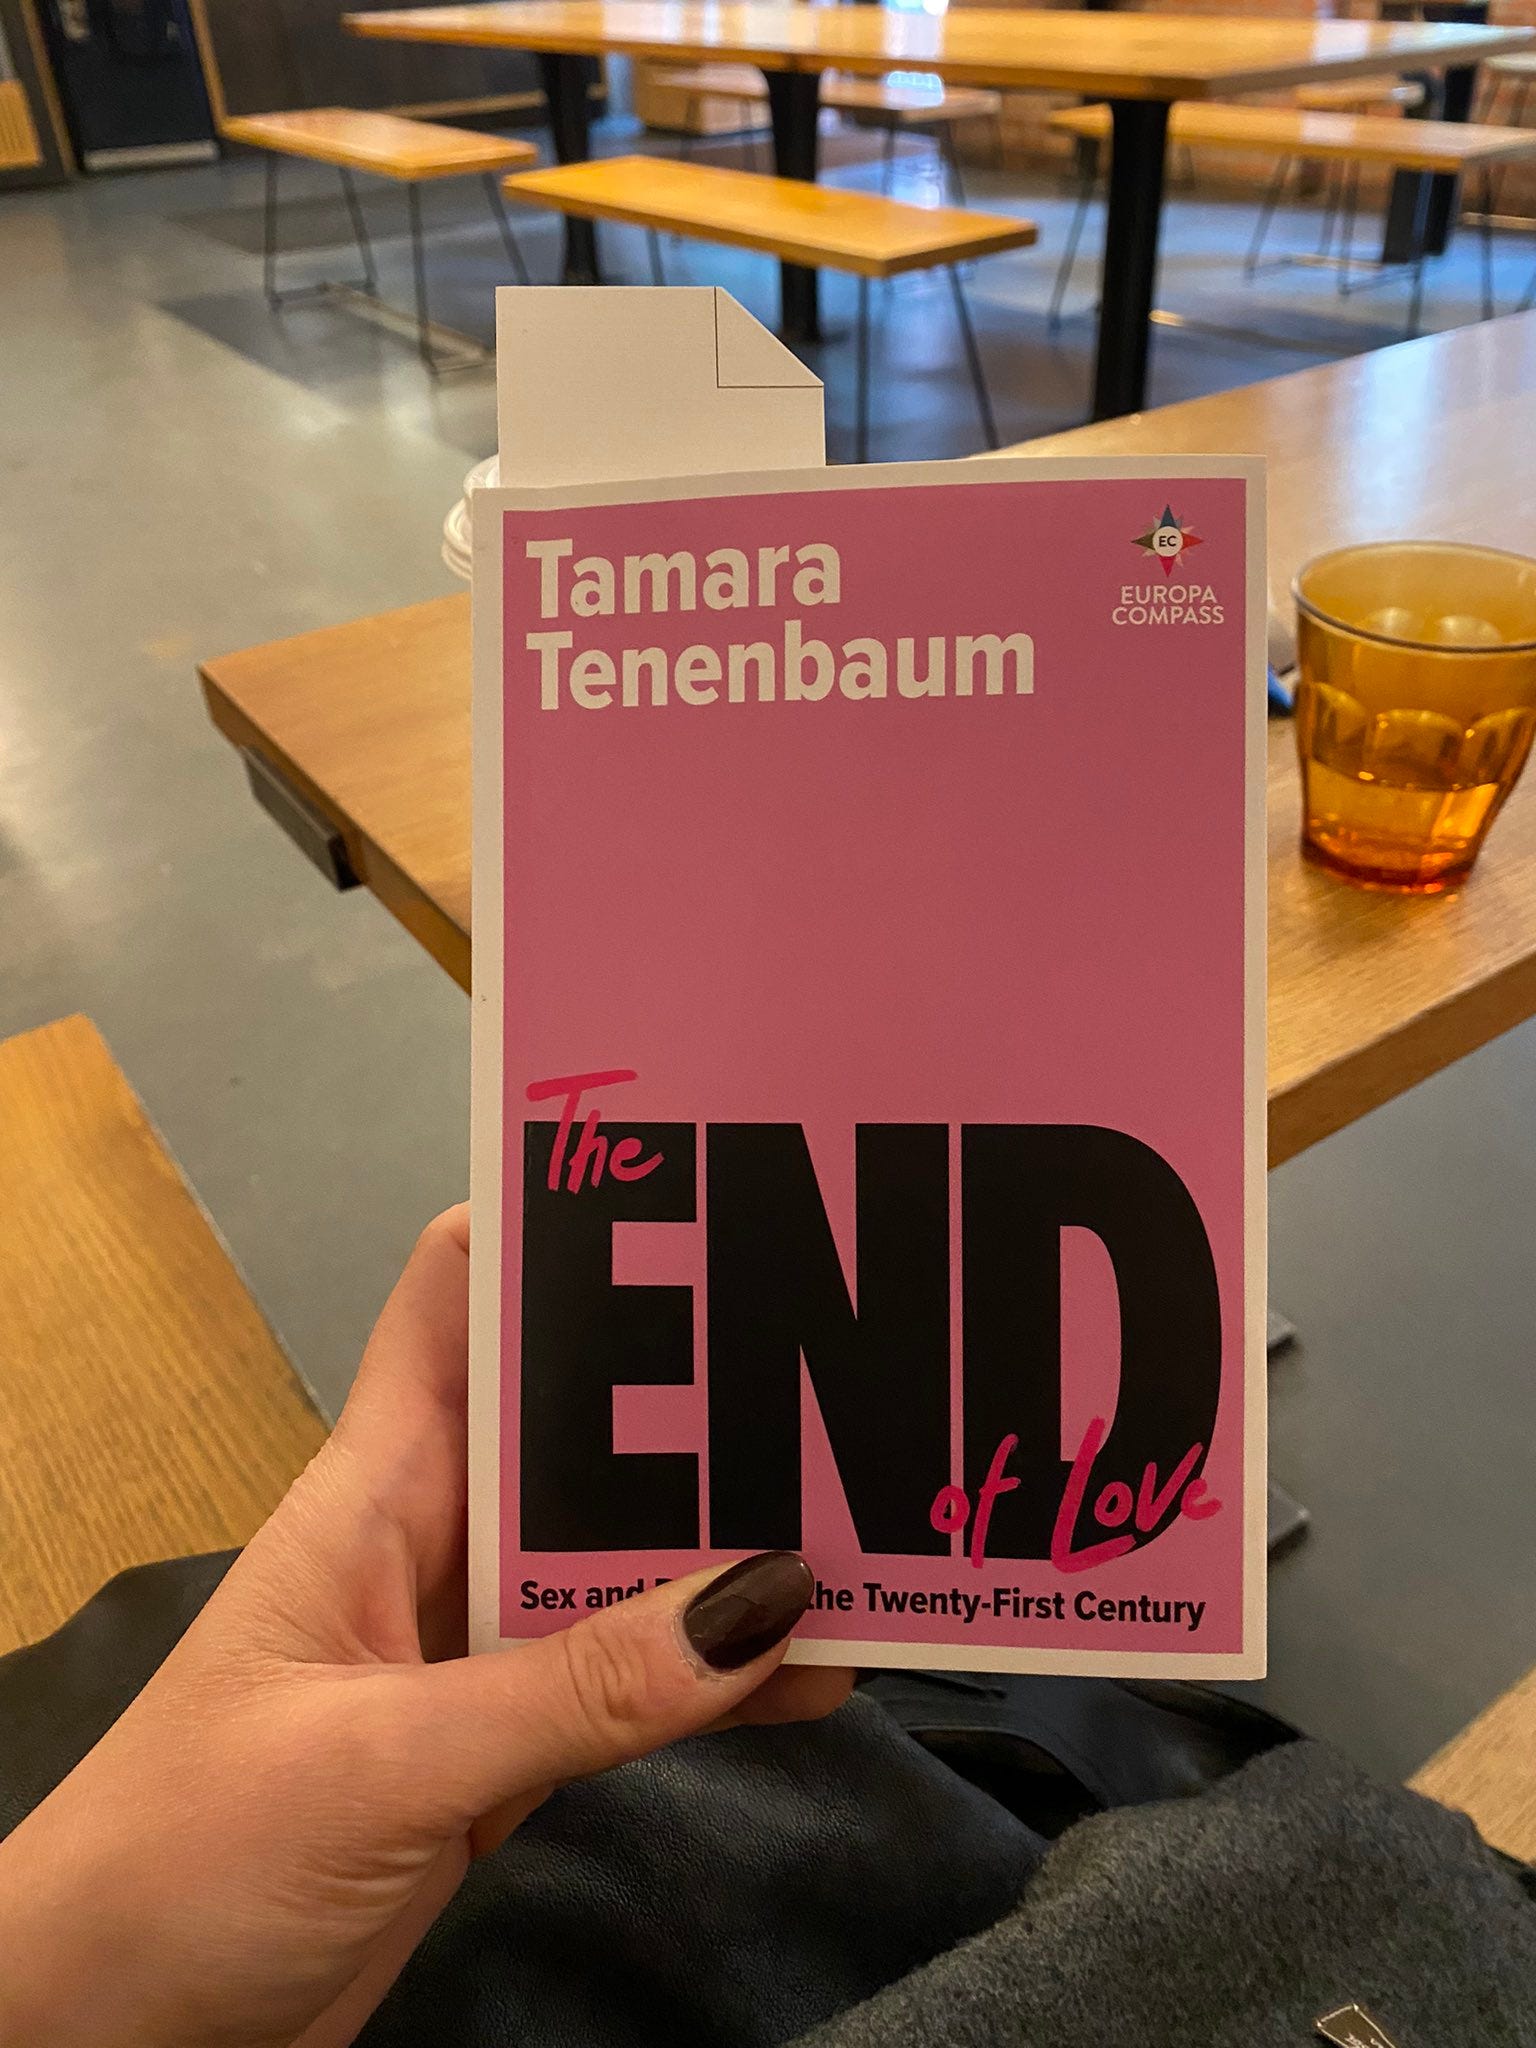 Tamara
Tenenbaum
EC
EUROPA
COMPASS
The
END
of Love
Sex and the Twenty-First Century